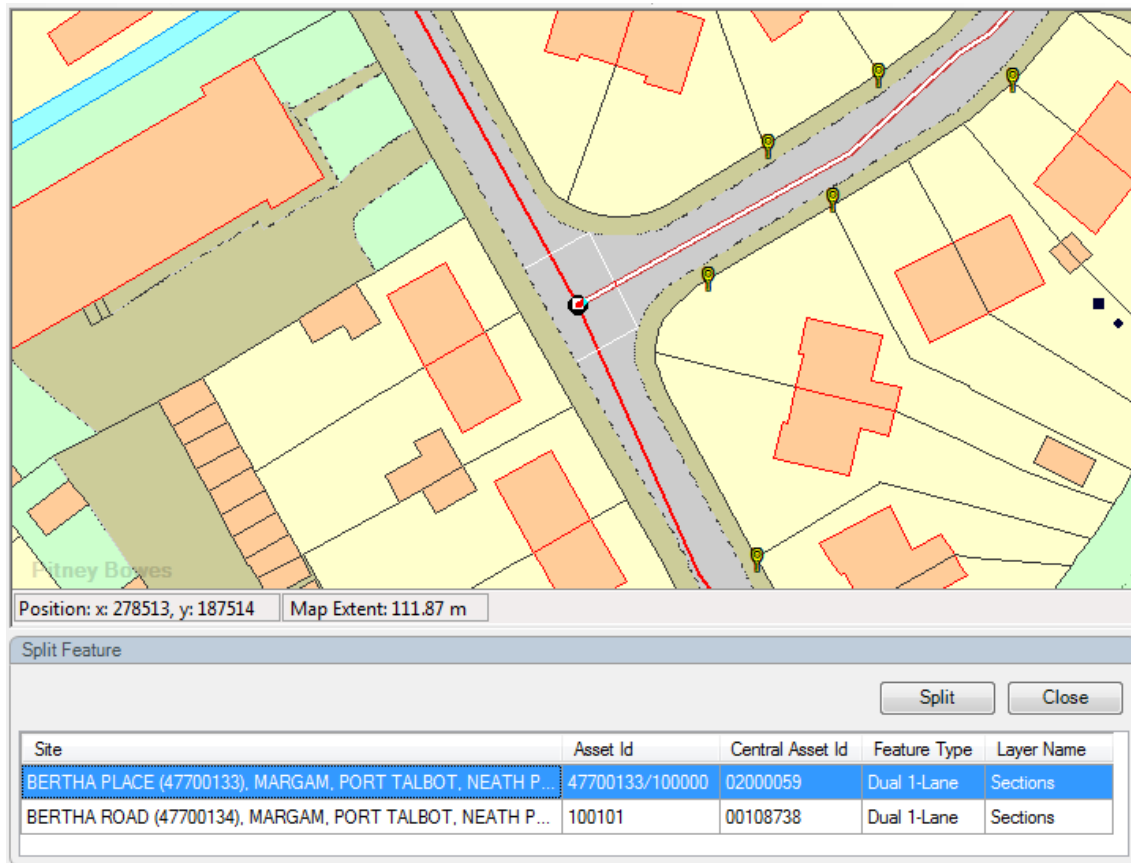 Pitney Bowes
Position: x: 278513, y: 187514 Map Extent: 111.87 m
Split Feature
Split Close
Site Asset Id Central Asset Id Feature Type Layer Name
BERTHA PLACE (47700133), MARGAM, PORT TALBOT, NEATH P... 47700133/100000 02000059 Dual 1-Lane Sections
BERTHA ROAD (47700134), MARGAM, PORT TALBOT, NEATH P... 100101 00108738 Dual 1-Lane Sections